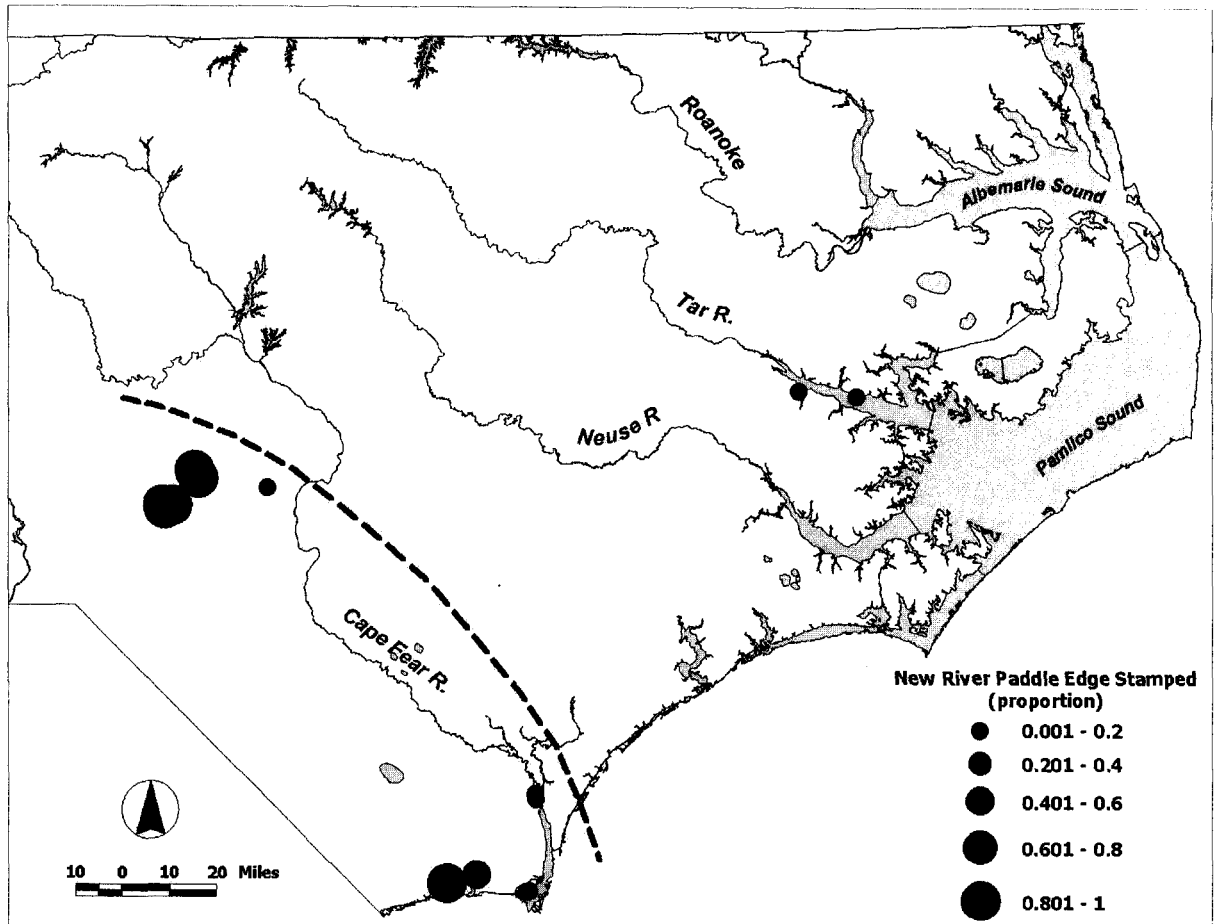 Roanoke
Albemarle Sound
Tar R.
Neuse R
Pamlico Sound
Cape Fear R.
New River Paddle Edge Stamped
(proportion)
0.001 - 0.2
0.201 - 0.4
0.401 - 0.6
0.601 - 0.8
0.801 - 1
10 0 10 20 Miles